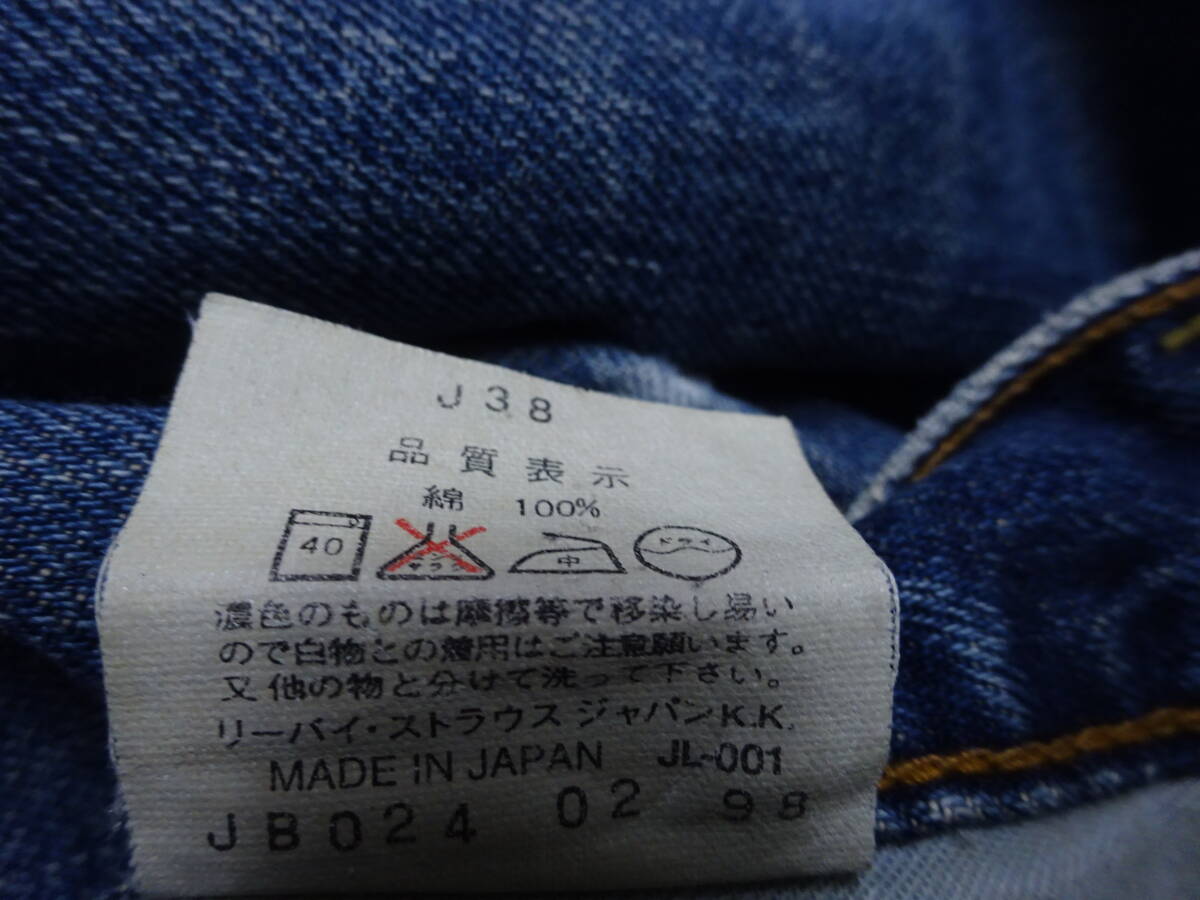 J38
品質表示
綿 100%
40 サラシ 中 ドライ
濃色のものは摩擦等で移染し易い
ので白物との着用はご注意願います。
又他の物と分けて洗って下さい。
リーバイ・ストラウス ジャパンK.K.
MADE IN JAPAN JL-001
JB024 02 98